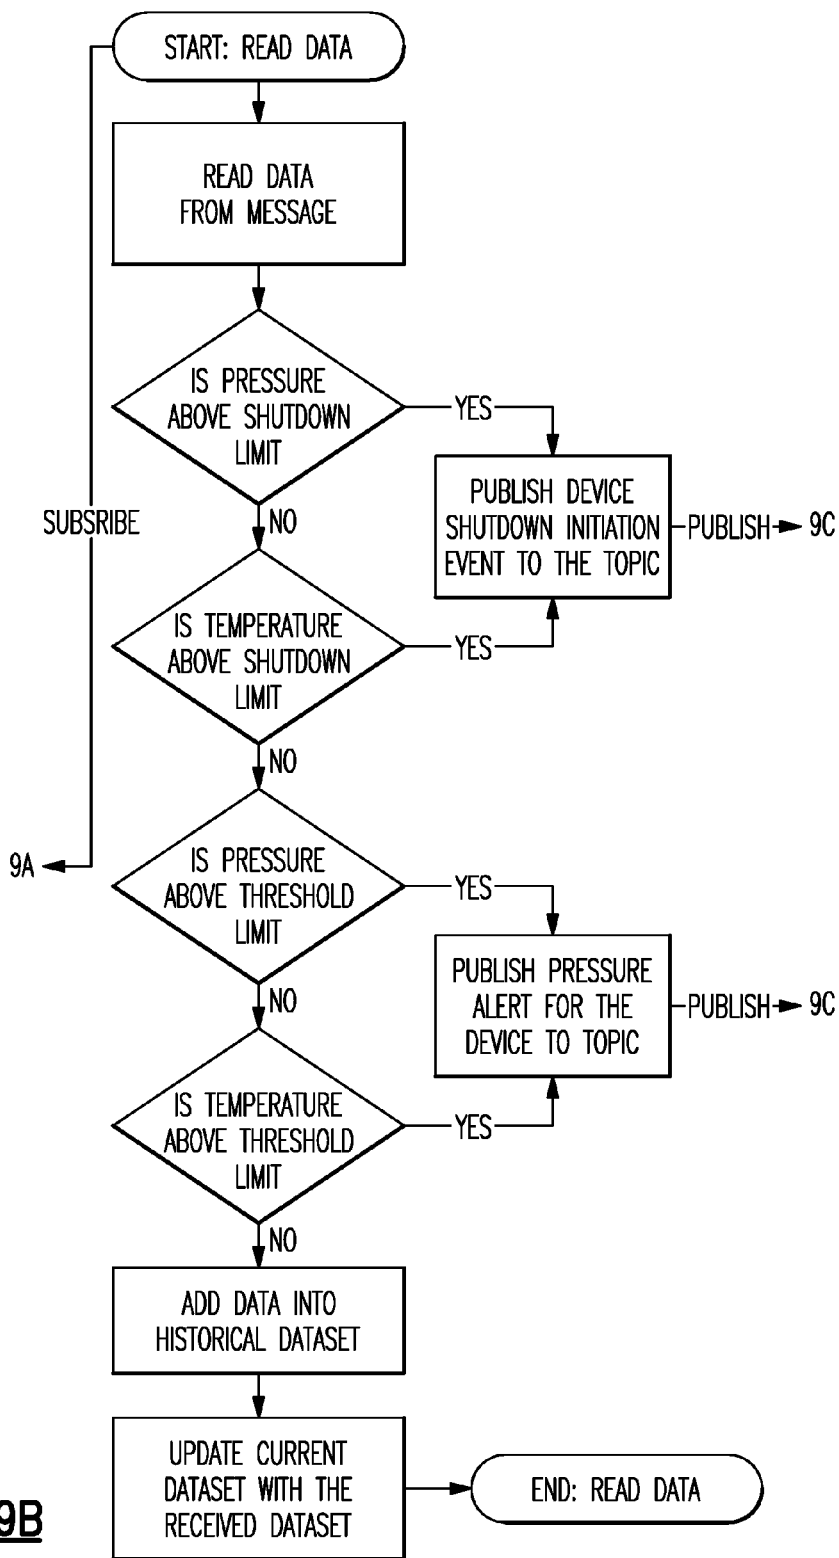 START: READ DATA
READ DATA
FROM MESSAGE
IS PRESSURE
ABOVE SHUTDOWN
LIMIT
YES
PUBLISH DEVICE
SHUTDOWN INITIATION
EVENT TO THE TOPIC
PUBLISH
9C
SUBSRIBE
NO
IS TEMPERATURE
ABOVE SHUTDOWN
LIMIT
YES
NO
9A
IS PRESSURE
ABOVE THRESHOLD
LIMIT
YES
PUBLISH PRESSURE
ALERT FOR THE
DEVICE TO TOPIC
PUBLISH
9C
NO
IS TEMPERATURE
ABOVE THRESHOLD
LIMIT
YES
NO
ADD DATA INTO
HISTORICAL DATASET
UPDATE CURRENT
DATASET WITH THE
RECEIVED DATASET
END: READ DATA
9B